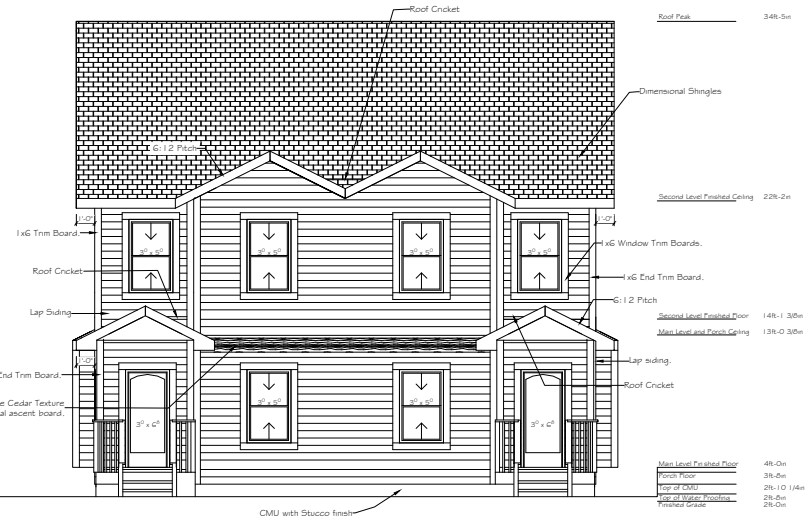 Roof Cricket
Roof Peak 34ft-5in
Dimensional Shingles
6:12 Pitch
Second Level Finished Ceiling 22ft-2in
1'-0"
1'-0"
1x6 Trim Board.
3⁰ x 5⁰
3⁰ x 5⁰
3⁰ x 5⁰
3⁰ x 5⁰
1x6 Window Trim Boards.
Roof Cricket
1x6 End Trim Board.
6:12 Pitch
Lap Siding
Second Level Finished Floor 14ft-1 3/8in
Main Level and Porch Ceiling 13ft-0 3/8in
1'-0"
Lap siding.
End Trim Board.
Roof Cricket
3⁰ x 5⁰
3⁰ x 5⁰
e Cedar Texture
al ascent board.
3⁰ x 6⁸
3⁰ x 6⁸
Main Level Finished Floor 4ft-0in
Porch Floor 3ft-8in
Top of CMU 2ft-10 1/4in
Top of Water Proofing 2ft-8in
Finished Grade 2ft-0in
CMU with Stucco finish